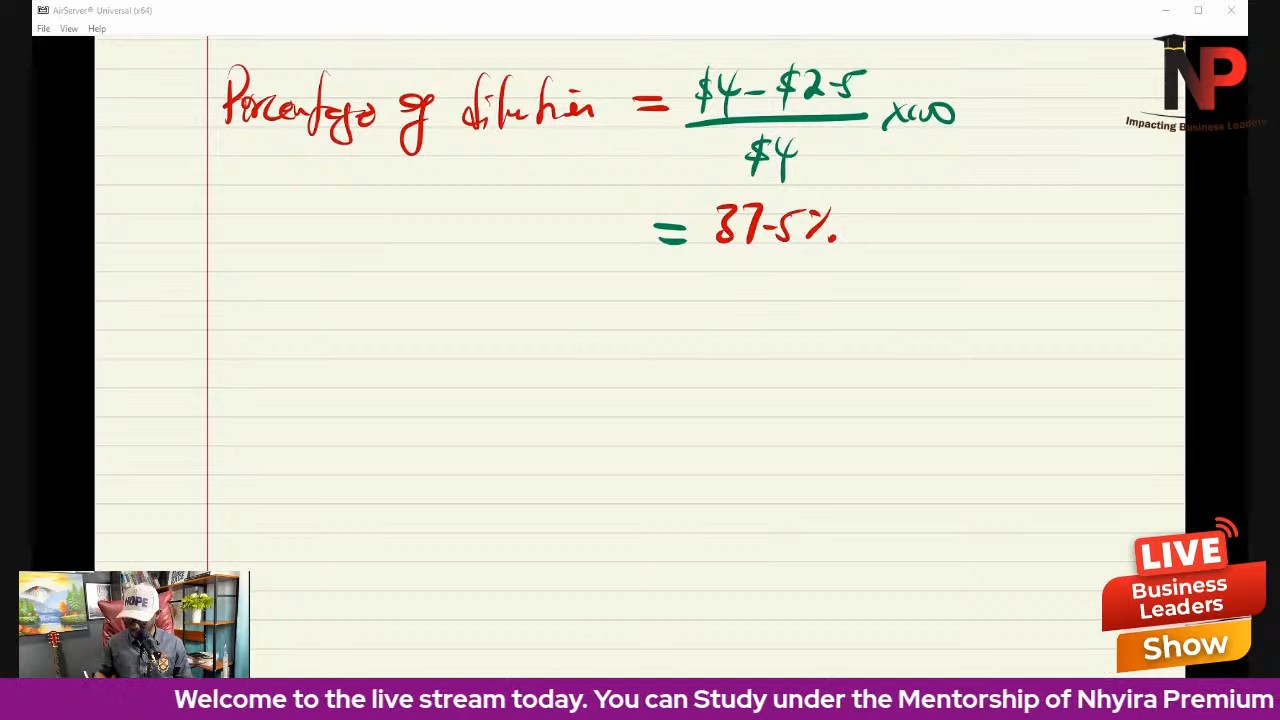 AirServer® Universal (x64)
File View Help
Percentage of dilution = $4 - $2.5 x100
$4
= 37.5%
NP
Impacting Business Leaders
HOPE
LIVE
Business
Leaders
Show
Welcome to the live stream today. You can Study under the Mentorship of Nhyira Premium